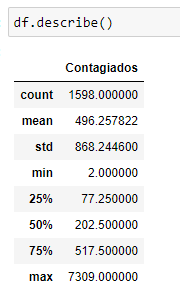 df.describe()
Contagiados
count 1598.000000
mean 496.257822
std 868.244600
min 2.000000
25% 77.250000
50% 202.500000
75% 517.500000
max 7309.000000